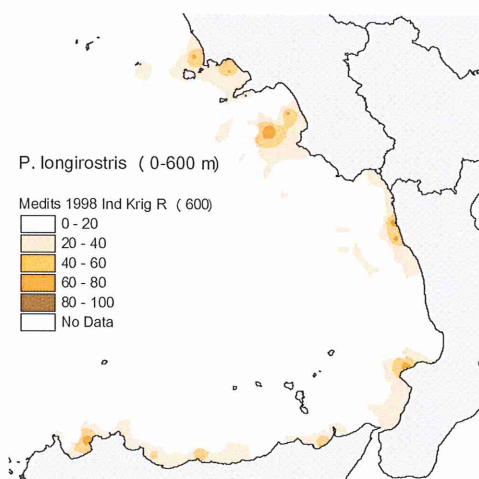 P. longirostris ( 0-600 m)
Medits 1998 Ind Krig R ( 600)
0 - 20
20 - 40
40 - 60
60 - 80
80 - 100
No Data